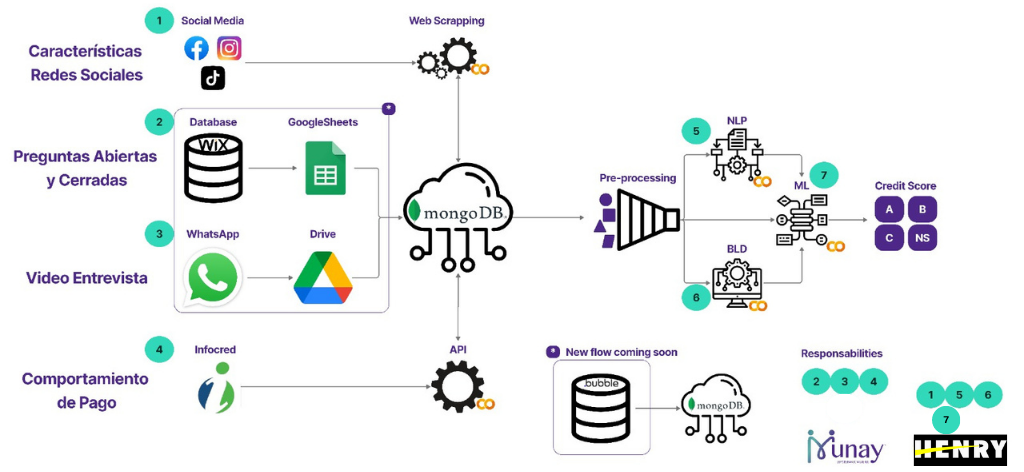 1
Social Media
Web Scrapping
Características
Redes Sociales
2
Database
WiX
GoogleSheets
*
Preguntas Abiertas
y Cerradas
3
WhatsApp
Drive
Video Entrevista
mongoDB.
4
Infocred
API
Comportamiento
de Pago
Pre-processing
5
NLP
7
ML
BLD
6
Credit Score
A
B
C
NS
* New flow coming soon
.bubble
mongoDB.
Responsabilities
2 3 4
1 5 6
7
Munay
HENRY